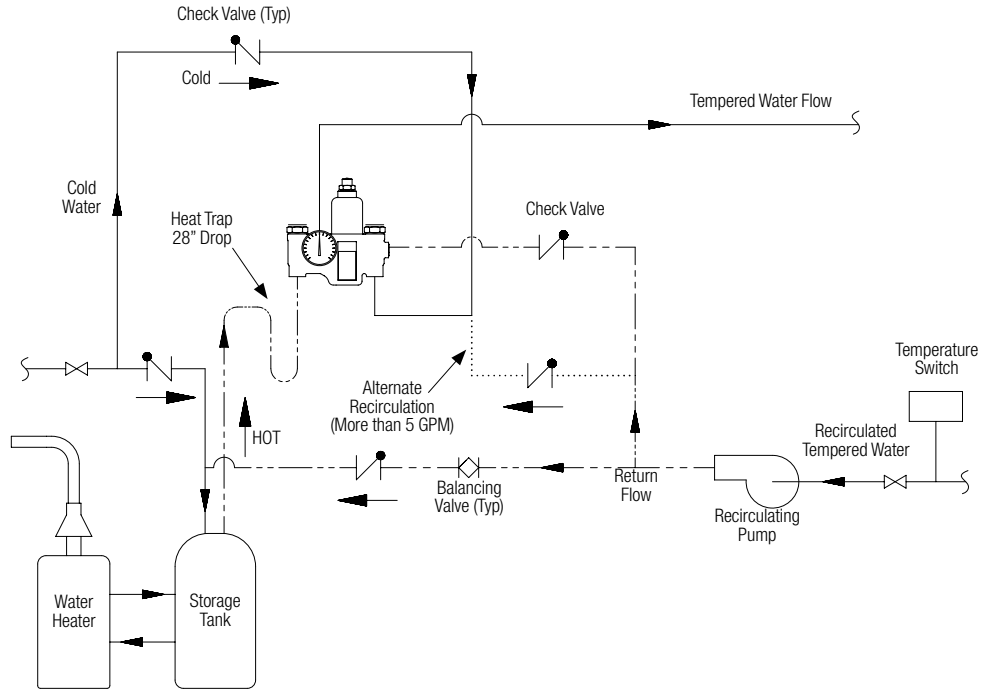 Check Valve (Typ)
Cold
Tempered Water Flow
Cold
Water
Heat Trap
28" Drop
Check Valve
Temperature
Switch
Alternate
Recirculation
(More than 5 GPM)
HOT
Recirculated
Tempered Water
Balancing
Valve (Typ)
Return
Flow
Recirculating
Pump
Water
Heater
Storage
Tank